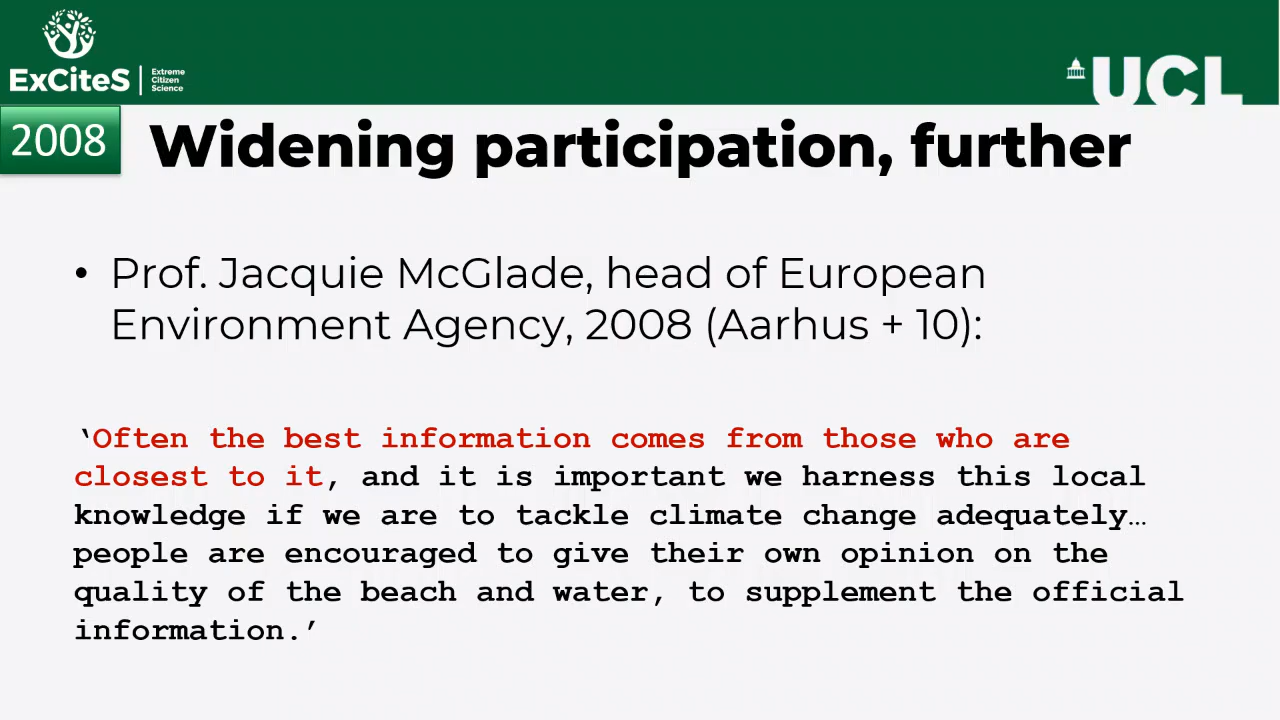 ExCiteS
Extreme
Citizen
Science
UCL
2008
Widening participation, further
• Prof. Jacquie McGlade, head of European
Environment Agency, 2008 (Aarhus + 10):
‘Often the best information comes from those who are
closest to it, and it is important we harness this local
knowledge if we are to tackle climate change adequately…
people are encouraged to give their own opinion on the
quality of the beach and water, to supplement the official
information.’